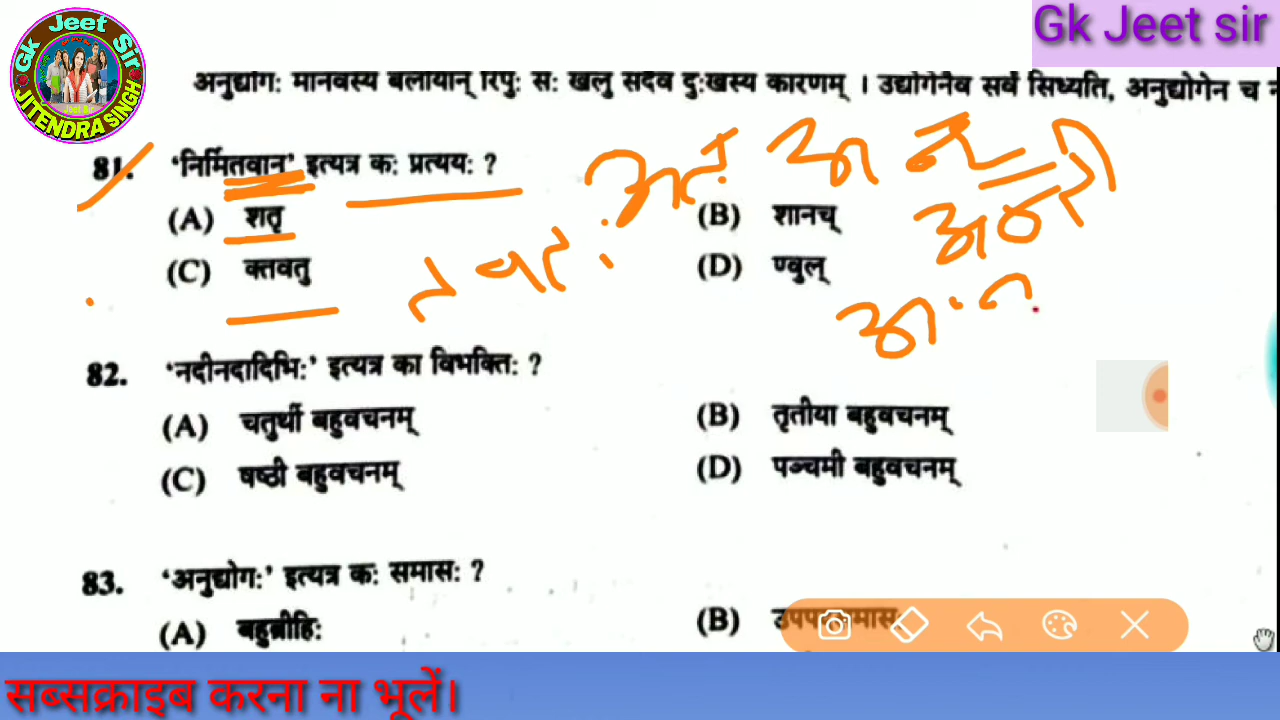 Gk Jeet sir
Gk Jeet Sir
JITENDRA SINGH
अनुद्योगः मानवस्य बलीयान् रिपुः सः खलु सदैव दुःखस्य कारणम् । उद्योगेनैव सर्वं सिध्यति, अनुद्योगेन च
81. ‘निर्मितवान’ इत्यत्र कः प्रत्ययः ?
(A) शतृ (B) शानच्
(C) क्तवतु (D) ण्वुल्
82. ‘नदीनदादिभिः’ इत्यत्र का विभक्तिः ?
(A) चतुर्थी बहुवचनम् (B) तृतीया बहुवचनम्
(C) षष्ठी बहुवचनम् (D) पञ्चमी बहुवचनम्
83. ‘अनुद्योगः’ इत्यत्र कः समासः ?
(A) बहुव्रीहिः (B)
सब्सक्राइब करना ना भूलें।